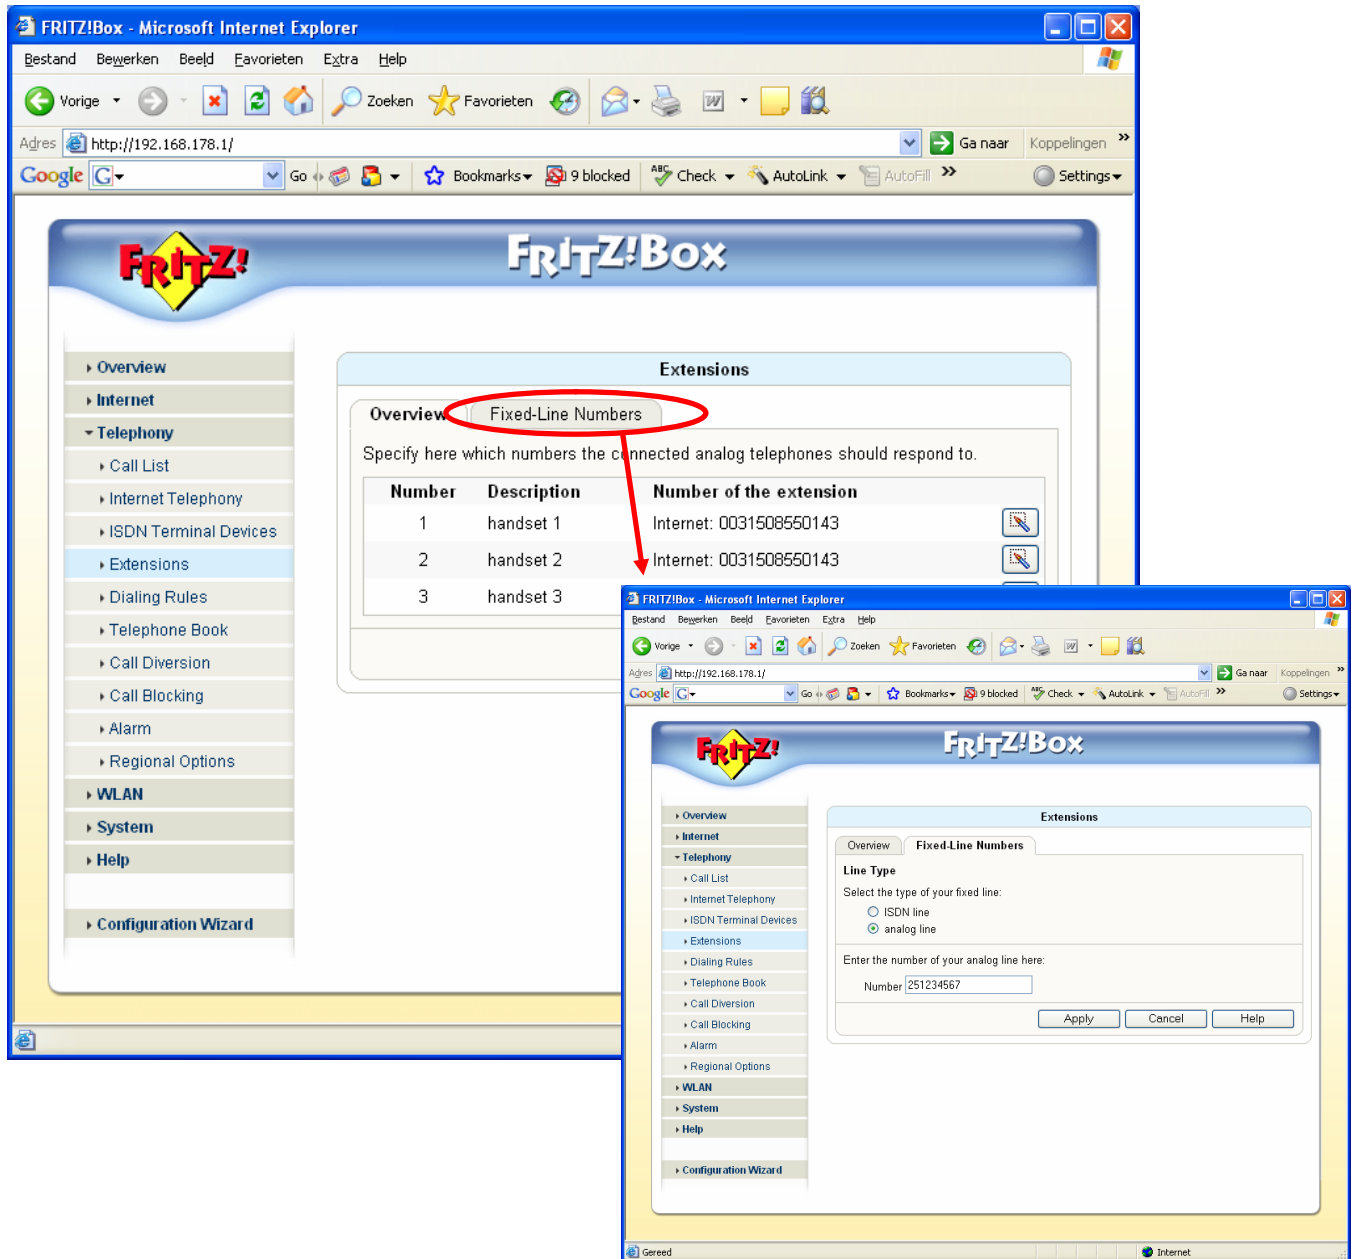 FRITZ!Box - Microsoft Internet Explorer
Bestand Bewerken Beeld Favorieten Extra Help
Vorige Zoeken Favorieten
Adres http://192.168.178.1/ Ga naar Koppelingen »
Google G Go Bookmarks 9 blocked ABC Check AutoLink AutoFill » Settings
FRITZ! FRITZ!BOX
Overview
Internet
Telephony
Call List
Internet Telephony
ISDN Terminal Devices
Extensions
Dialing Rules
Telephone Book
Call Diversion
Call Blocking
Alarm
Regional Options
WLAN
System
Help
Configuration Wizard
Extensions
Overview Fixed-Line Numbers
Specify here which numbers the connected analog telephones should respond to.
Number Description Number of the extension
1 handset 1 Internet: 0031508550143
2 handset 2 Internet: 0031508550143
3 handset 3
FRITZ!Box - Microsoft Internet Explorer
Bestand Bewerken Beeld Favorieten Extra Help
Vorige Zoeken Favorieten
Adres http://192.168.178.1/ Ga naar Koppelingen »
Google G Go Bookmarks 9 blocked ABC Check AutoLink AutoFill » Settings
FRITZ! FRITZ!BOX
Overview
Internet
Telephony
Call List
Internet Telephony
ISDN Terminal Devices
Extensions
Dialing Rules
Telephone Book
Call Diversion
Call Blocking
Alarm
Regional Options
WLAN
System
Help
Configuration Wizard
Extensions
Overview Fixed-Line Numbers
Line Type
Select the type of your fixed line:
ISDN line
analog line
Enter the number of your analog line here:
Number 251234567
Apply Cancel Help
Gereed Internet